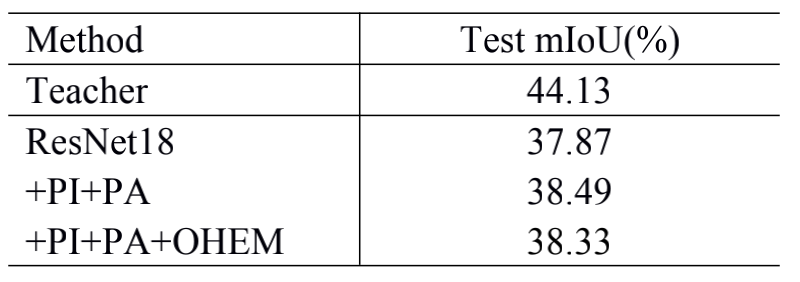 Method Test mIoU(%)
Teacher 44.13
ResNet18 37.87
+PI+PA 38.49
+PI+PA+OHEM 38.33